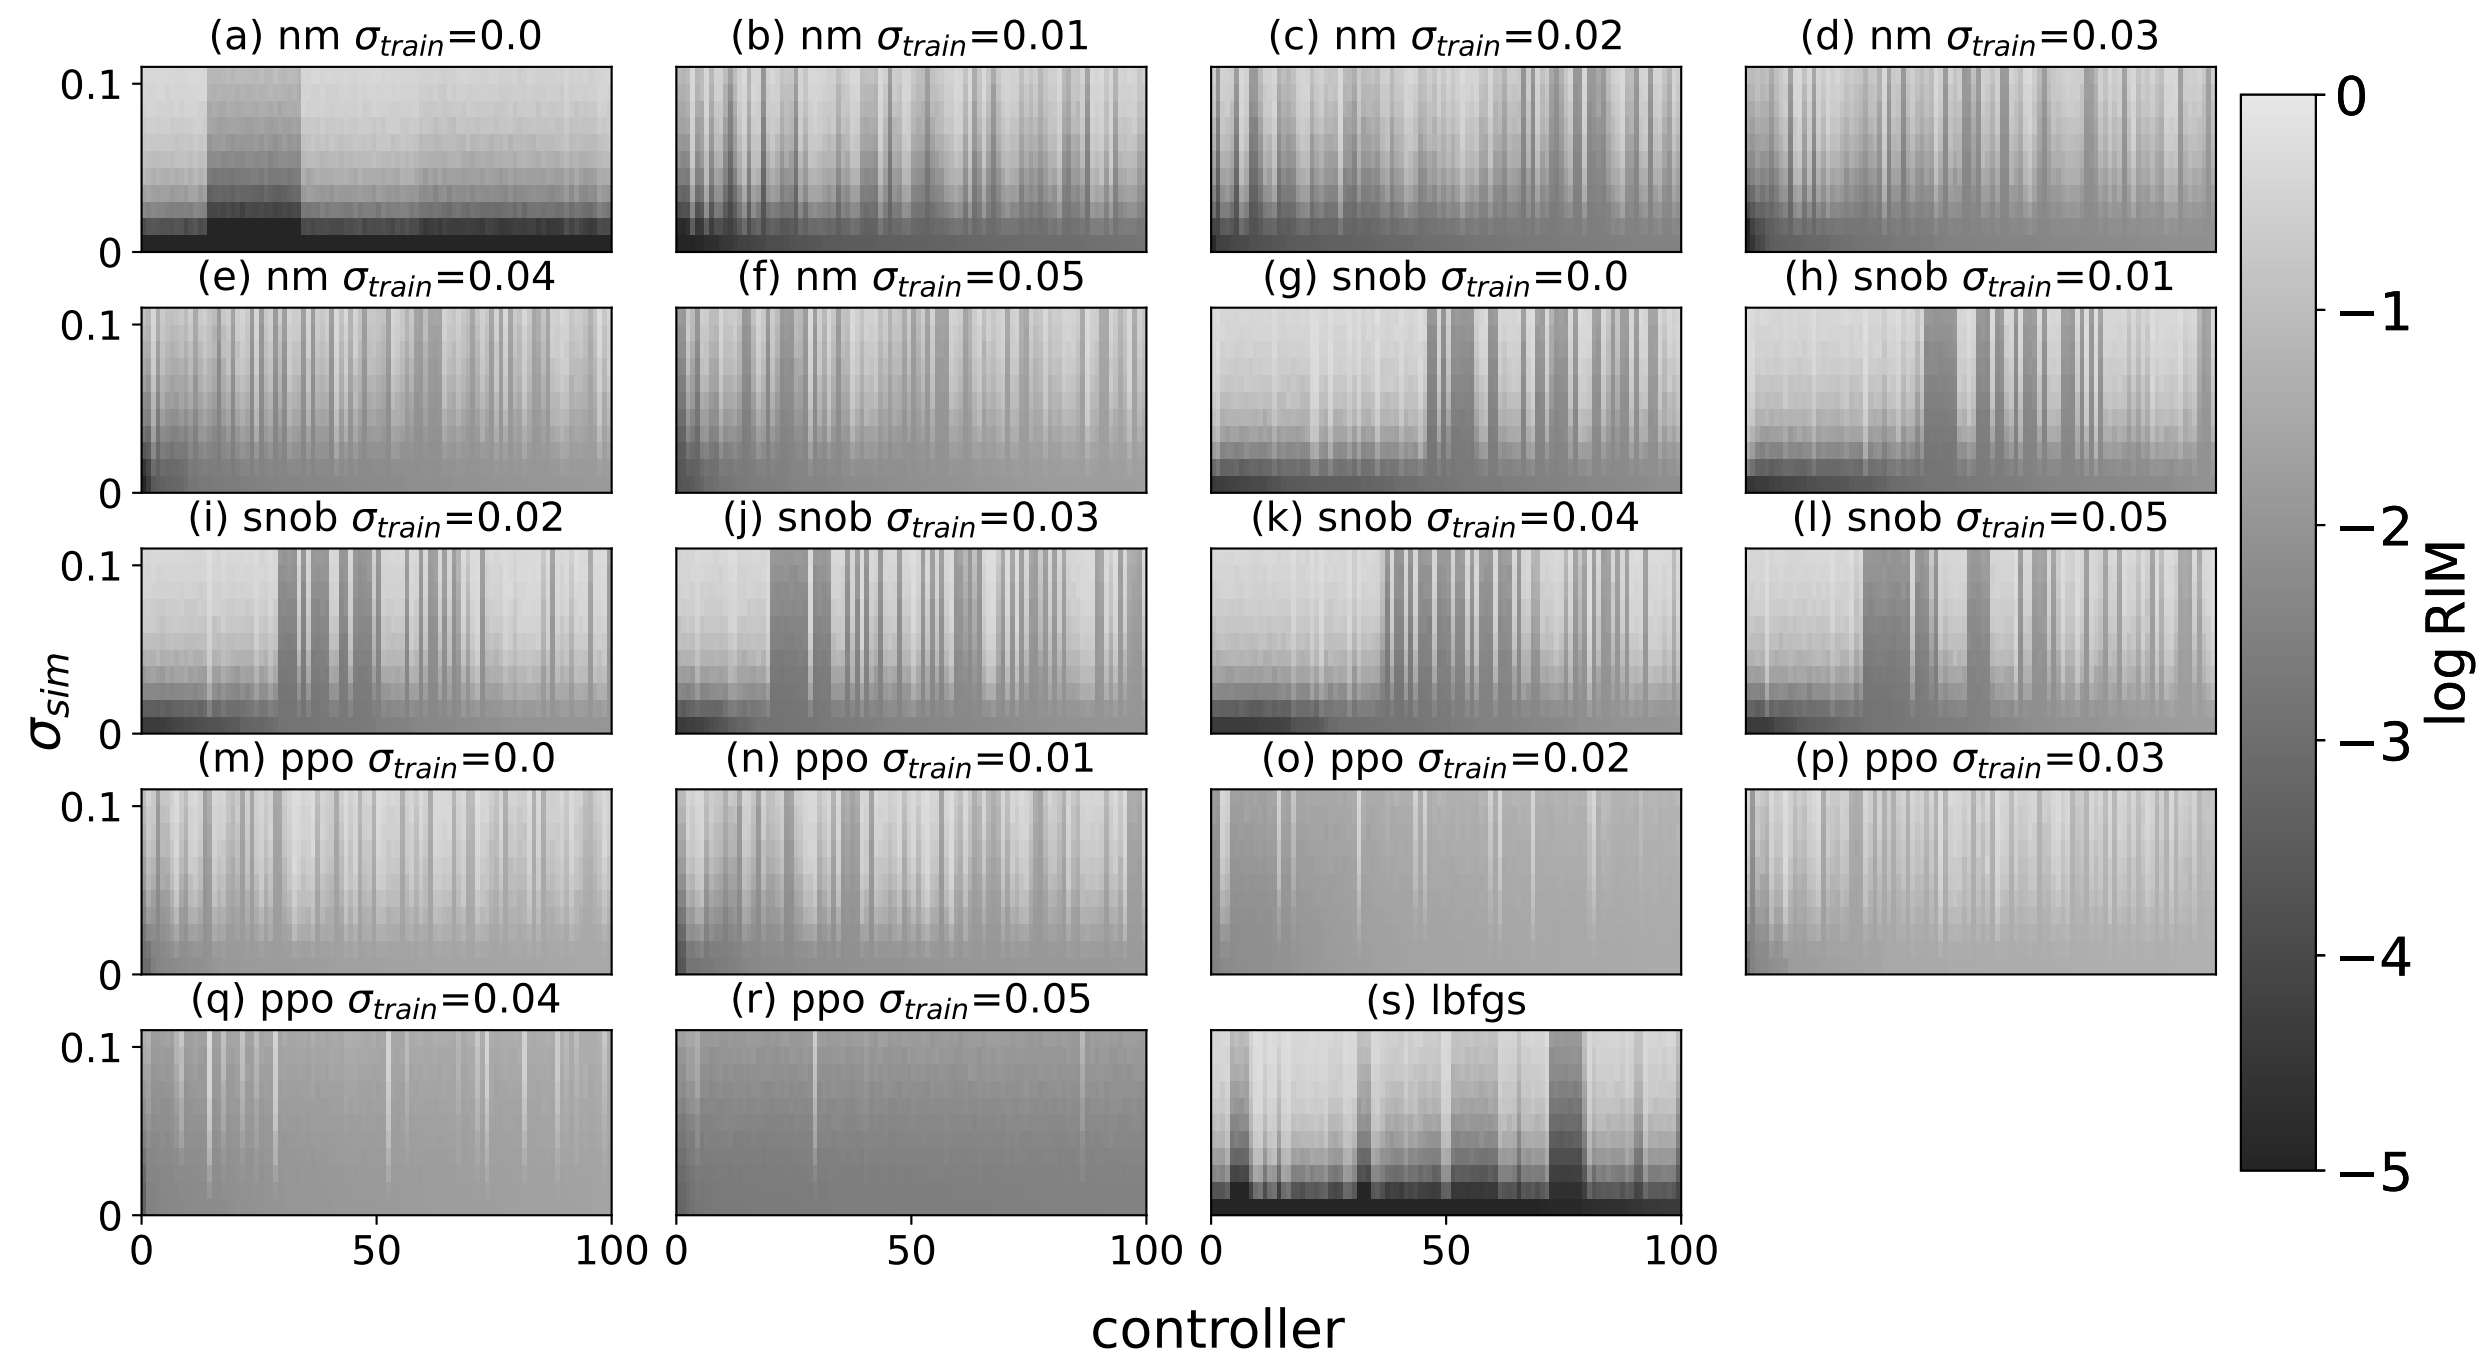 (a) nm σtrain=0.0
(b) nm σtrain=0.01
(c) nm σtrain=0.02
(d) nm σtrain=0.03
0.1
0
(e) nm σtrain=0.04
(f) nm σtrain=0.05
(g) snob σtrain=0.0
(h) snob σtrain=0.01
0.1
0
(i) snob σtrain=0.02
(j) snob σtrain=0.03
(k) snob σtrain=0.04
(l) snob σtrain=0.05
0.1
0
(m) ppo σtrain=0.0
(n) ppo σtrain=0.01
(o) ppo σtrain=0.02
(p) ppo σtrain=0.03
0.1
0
(q) ppo σtrain=0.04
(r) ppo σtrain=0.05
(s) lbfgs
0.1
0
0 50 100
0 50 100
0 50 100
σsim
controller
0
−1
−2
−3
−4
−5
log RIM